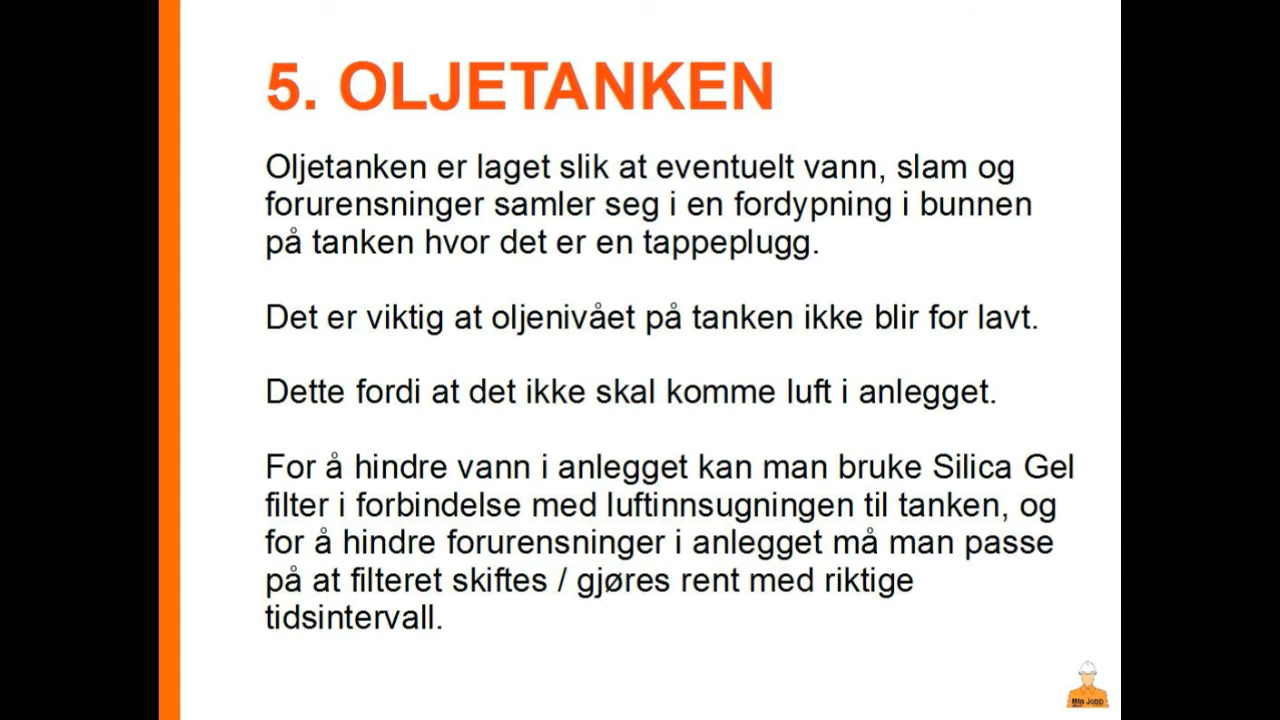 5. OLJETANKEN
Oljetanken er laget slik at eventuelt vann, slam og
forurensninger samler seg i en fordypning i bunnen
på tanken hvor det er en tappeplugg.
Det er viktig at oljenivået på tanken ikke blir for lavt.
Dette fordi at det ikke skal komme luft i anlegget.
For å hindre vann i anlegget kan man bruke Silica Gel
filter i forbindelse med luftinnsugningen til tanken, og
for å hindre forurensninger i anlegget må man passe
på at filteret skiftes / gjøres rent med riktige
tidsintervall.
Min Jobb